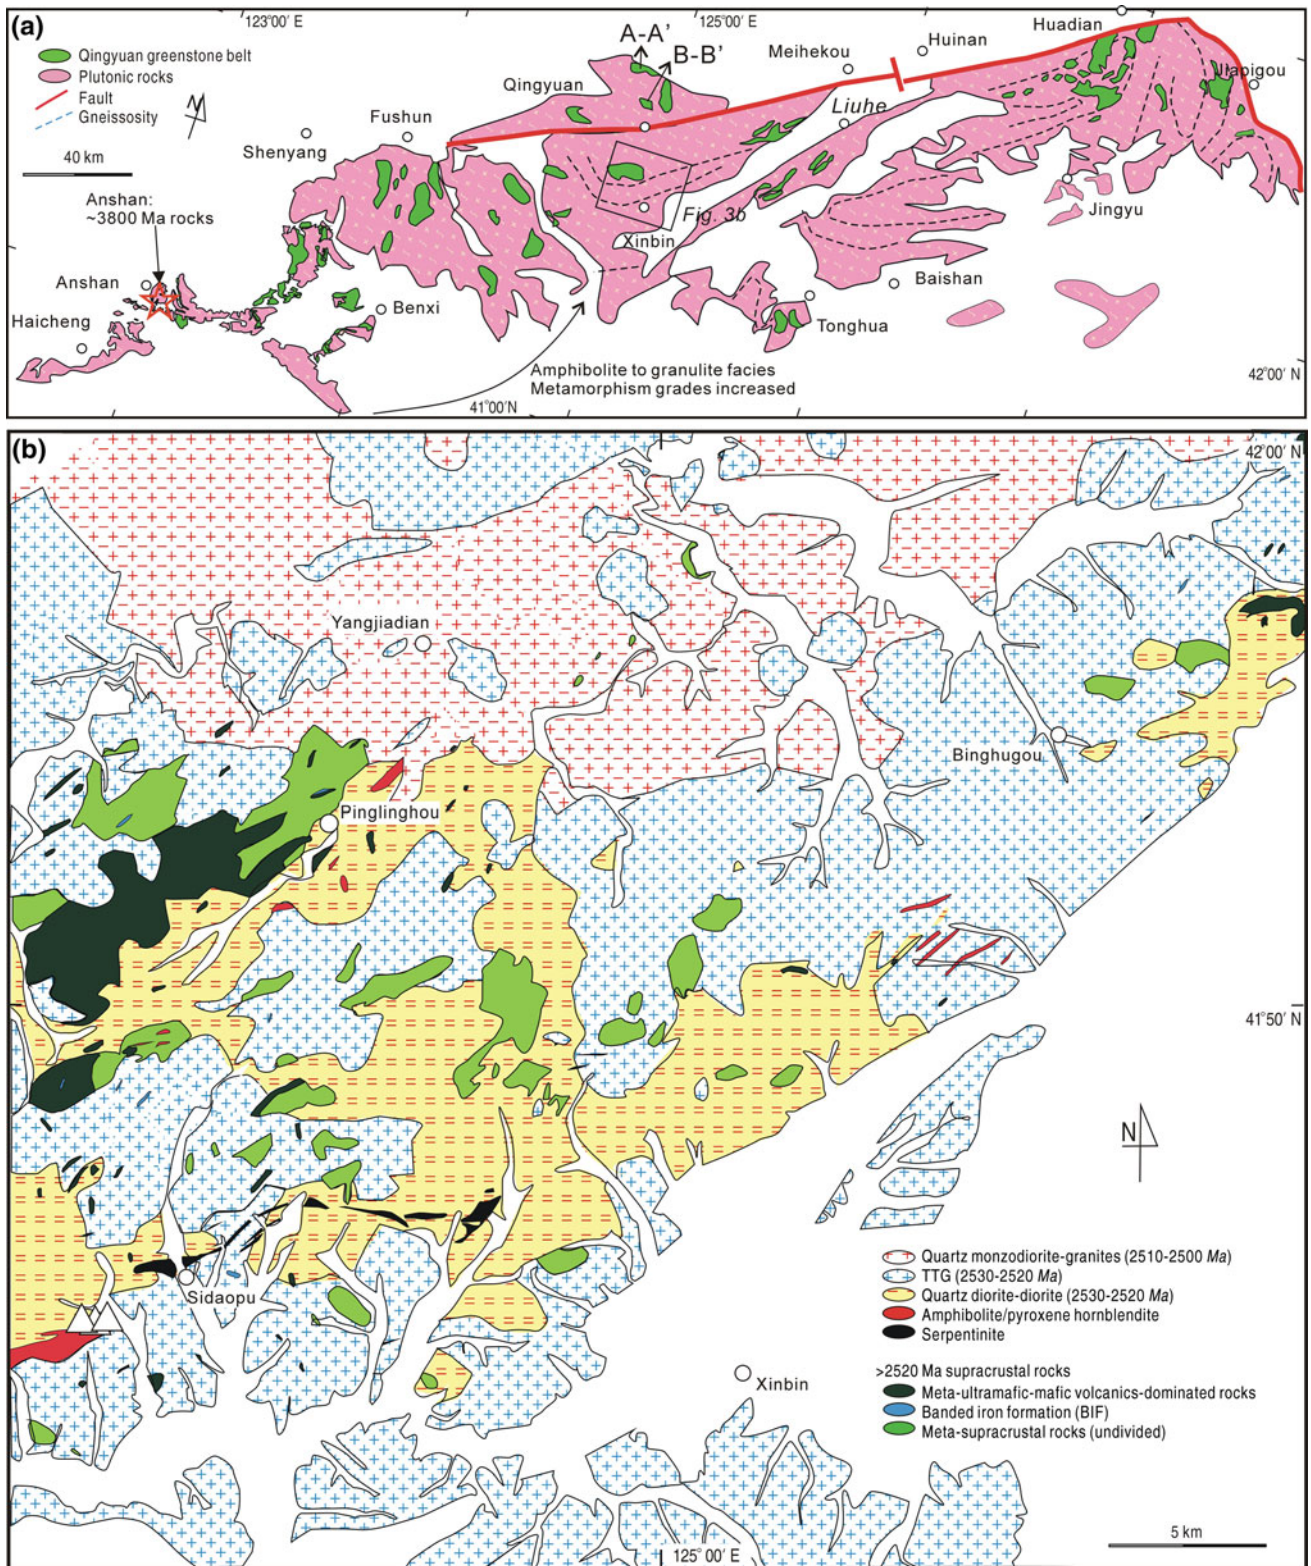 (a)
123°00′ E
125°00′ E
Huadian
A-A’
B-B’
Meihekou
Huinan
Qingyuan greenstone belt
Plutonic rocks
Fault
Gneissosity
N
Qingyuan
Jiapigou
Fushun
Liuhe
Shenyang
40 km
Anshan:
~3800 Ma rocks
Fig. 3b
Jingyu
Xinbin
Anshan
Baishan
Benxi
Haicheng
Tonghua
Amphibolite to granulite facies
Metamorphism grades increased
42°00′ N
41°00′N
(b)
42°00′ N
Yangjiadian
Binghugou
Pinglinghou
41°50′ N
N
Sidaopu
Quartz monzodiorite-granites (2510-2500 Ma)
TTG (2530-2520 Ma)
Quartz diorite-diorite (2530-2520 Ma)
Amphibolite/pyroxene hornblendite
Serpentinite
>2520 Ma supracrustal rocks
Meta-ultramafic-mafic volcanics-dominated rocks
Banded iron formation (BIF)
Meta-supracrustal rocks (undivided)
Xinbin
5 km
125°00′ E